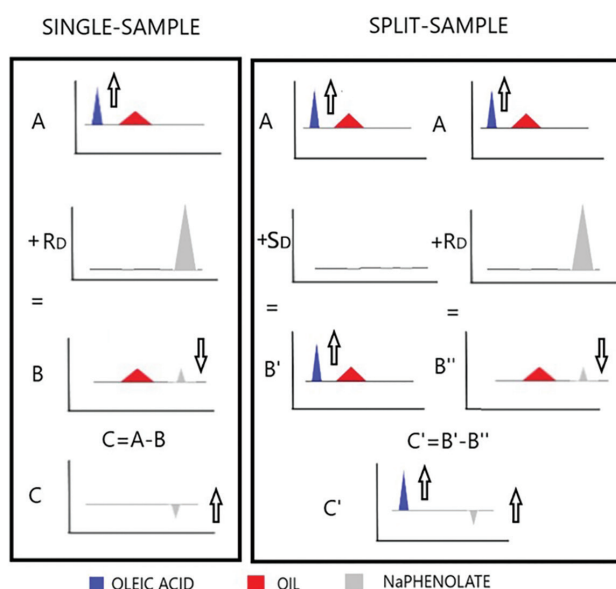 SINGLE-SAMPLE
SPLIT-SAMPLE
A
+RD
=
B
C=A-B
C
A
A
+SD
+RD
=
=
B'
B''
C'=B'-B''
C'
OLEIC ACID
OIL
NaPHENOLATE